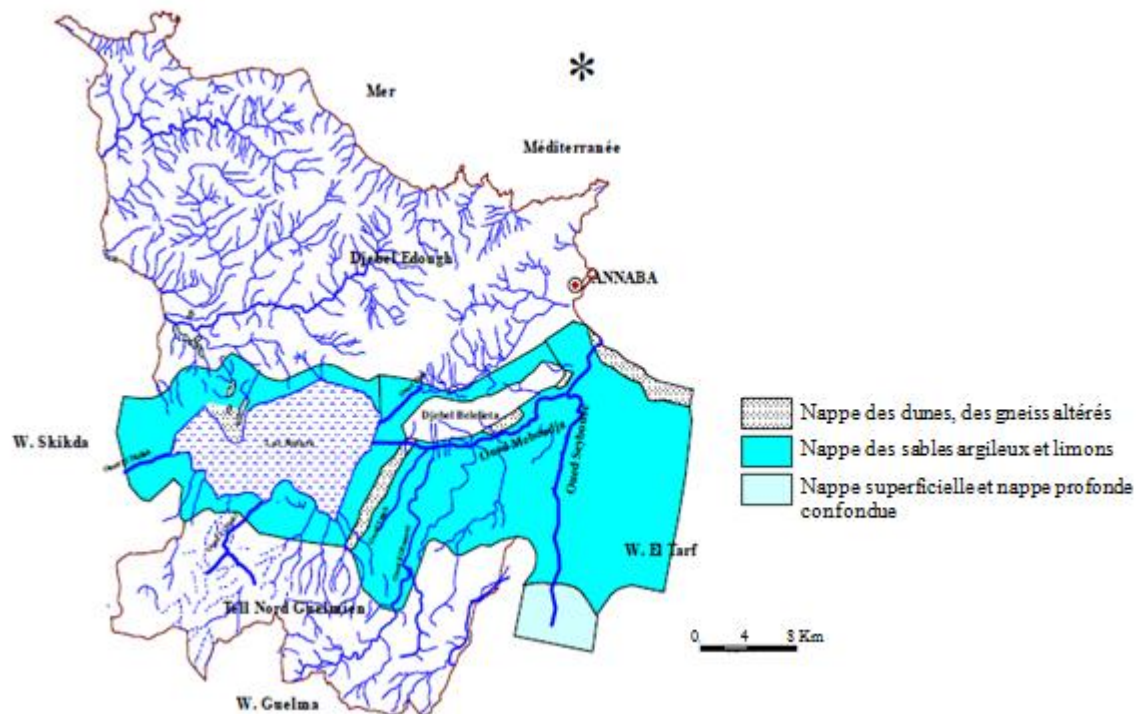 Mer
Méditerranée
Djebel Edough
ANNABA
Djebel Belelieta
W. Skikda
Oued Meboudja
Oued Seybouse
W. El Tarf
Tell Nord Guelmien
W. Guelma
Nappe des dunes, des gneiss altérés
Nappe des sables argileux et limons
Nappe superficielle et nappe profonde
confondue
0 4 8 Km